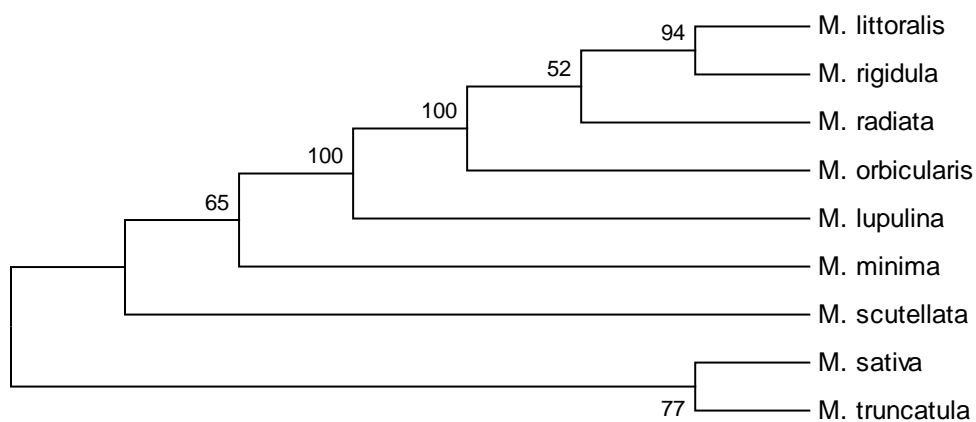 94 M. littoralis
M. rigidula
52
M. radiata
100
M. orbicularis
100
M. lupulina
65
M. minima
M. scutellata
M. sativa
77 M. truncatula